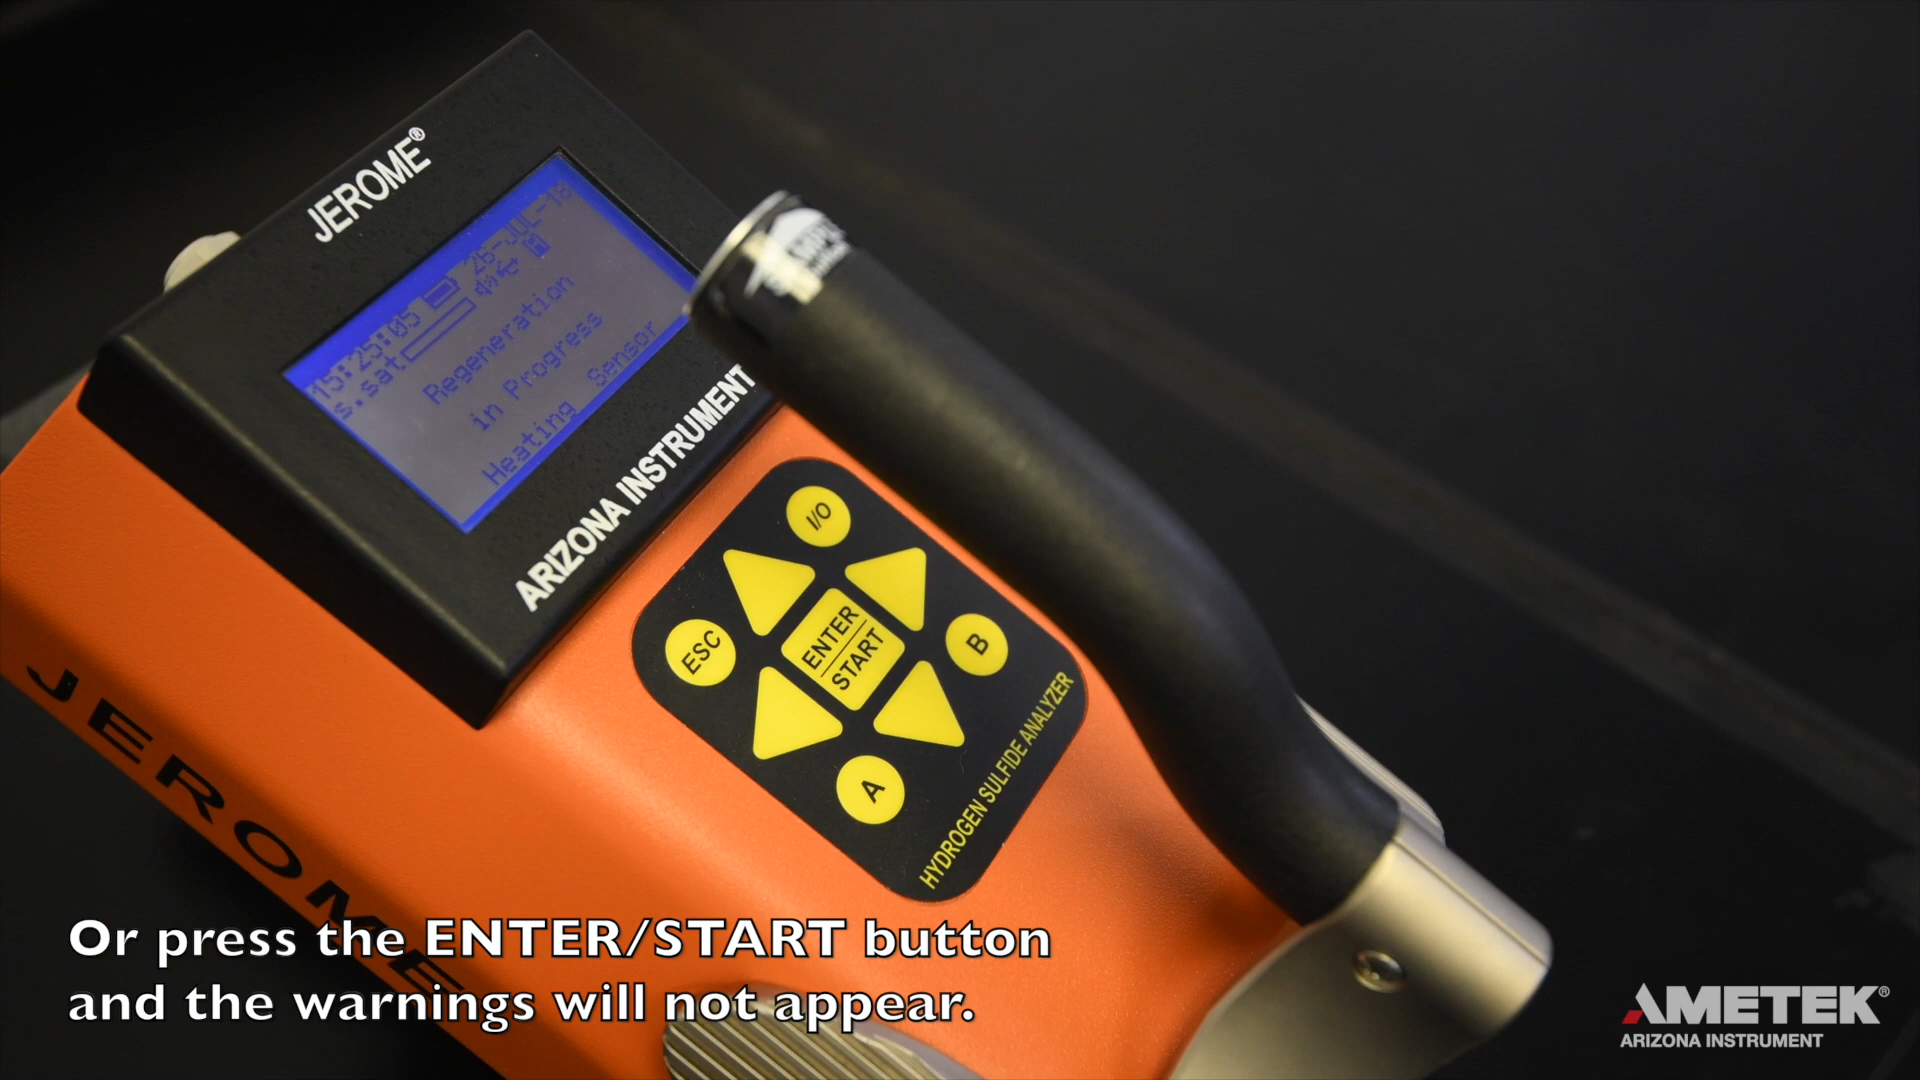 JEROME®
15:25:05 26-JUL-18
s.sat
Regeneration
in Progress
Heating Sensor
ARIZONA INSTRUMENT
I/O
ESC
ENTER
START
B
A
HYDROGEN SULFIDE ANALYZER
JEROME
Or press the ENTER/START button
and the warnings will not appear.
AMETEK®
ARIZONA INSTRUMENT